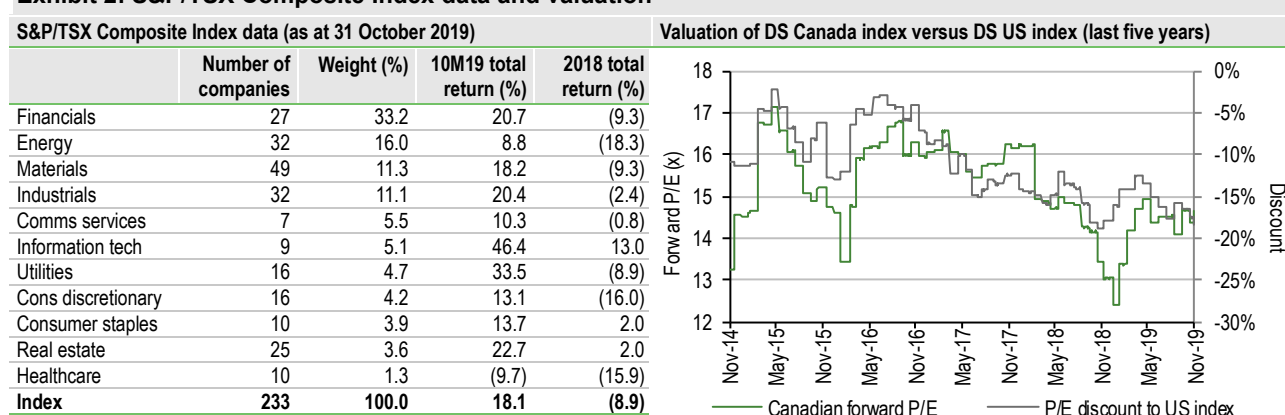 Exhibit 2: S&P/TSX Composite Index data and valuation
S&P/TSX Composite Index data (as at 31 October 2019)
Number of companies Weight (%) 10M19 total return (%) 2018 total return (%)
Financials 27 33.2 20.7 (9.3)
Energy 32 16.0 8.8 (18.3)
Materials 49 11.3 18.2 (9.3)
Industrials 32 11.1 20.4 (2.4)
Comms services 7 5.5 10.3 (0.8)
Information tech 9 5.1 46.4 13.0
Utilities 16 4.7 33.5 (8.9)
Cons discretionary 16 4.2 13.1 (16.0)
Consumer staples 10 3.9 13.7 2.0
Real estate 25 3.6 22.7 2.0
Healthcare 10 1.3 (9.7) (15.9)
Index 233 100.0 18.1 (8.9)
Valuation of DS Canada index versus DS US index (last five years)
Forward P/E (x)
18
17
16
15
14
13
12
0%
-5%
-10%
-15%
-20%
-25%
-30%
Discount
Nov-14
May-15
Nov-15
May-16
Nov-16
May-17
Nov-17
May-18
Nov-18
May-19
Nov-19
Canadian forward P/E
P/E discount to US index